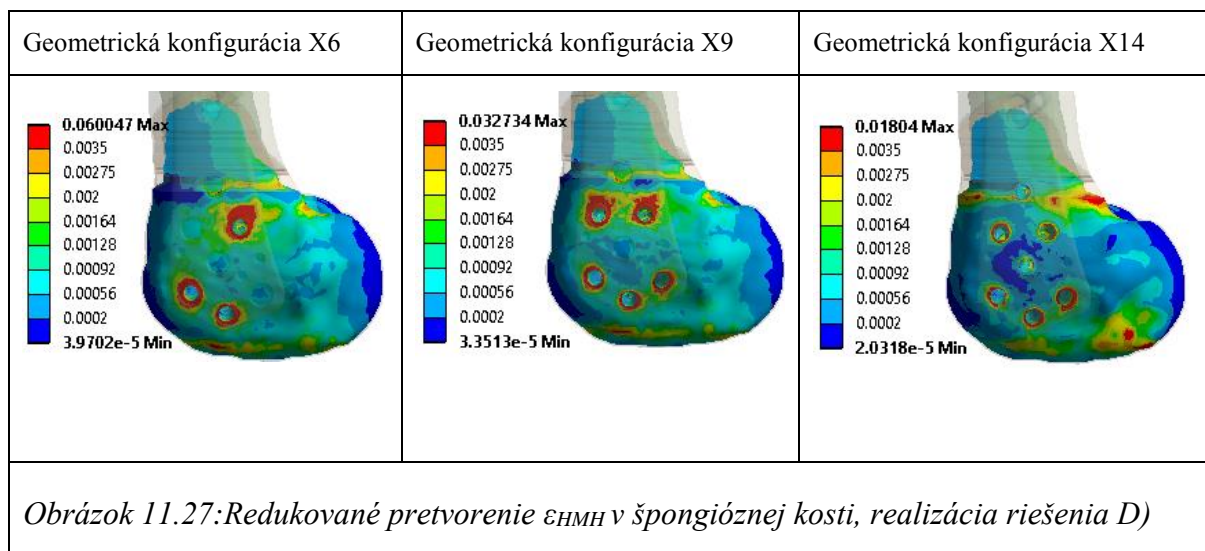 Geometrická konfigurácia X6
Geometrická konfigurácia X9
Geometrická konfigurácia X14
0.060047 Max
0.0035
0.00275
0.002
0.00164
0.00128
0.00092
0.00056
0.0002
3.9702e-5 Min
0.032734 Max
0.0035
0.00275
0.002
0.00164
0.00128
0.00092
0.00056
0.0002
3.3513e-5 Min
0.01804 Max
0.0035
0.00275
0.002
0.00164
0.00128
0.00092
0.00056
0.0002
2.0318e-5 Min
Obrázok 11.27:Redukované pretvorenie εHMH v špongióznej kosti, realizácia riešenia D)